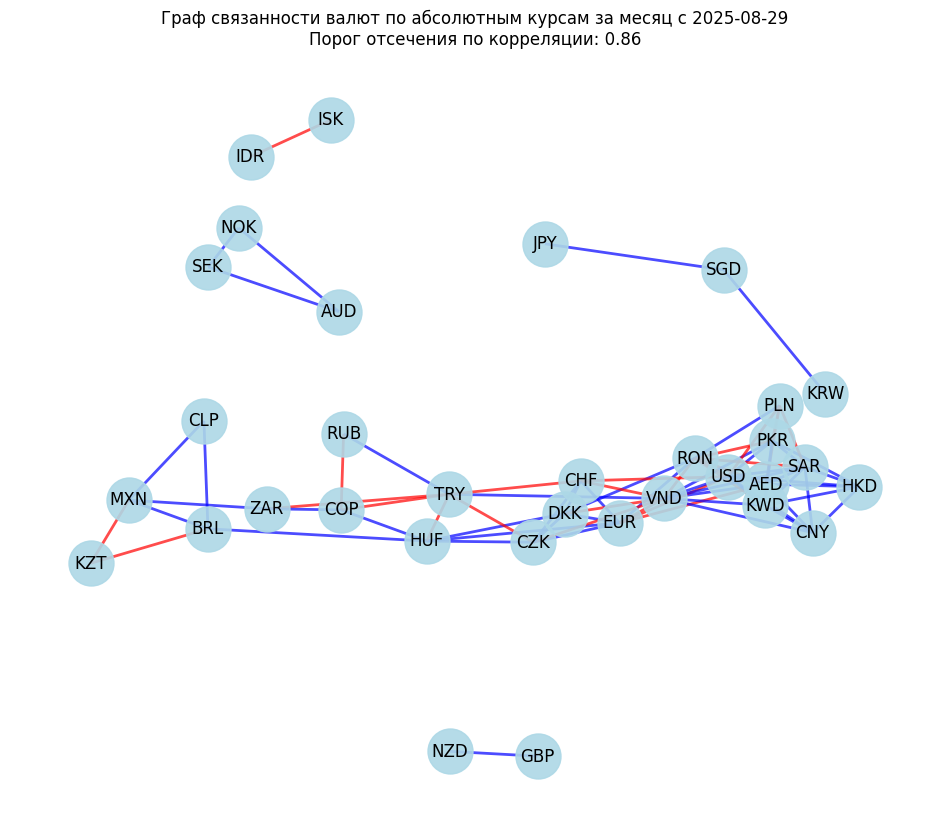 Граф связанности валют по абсолютным курсам за месяц с 2025-08-29
Порог отсечения по корреляции: 0.86
ISK
IDR
NOK
JPY
SEK
SGD
AUD
KRW
PLN
CLP
RUB
PKR
RON
SAR
USD
CHF
AED
HKD
TRY
VND
MXN
KWD
ZAR
COP
DKK
EUR
BRL
CNY
HUF
CZK
KZT
NZD
GBP